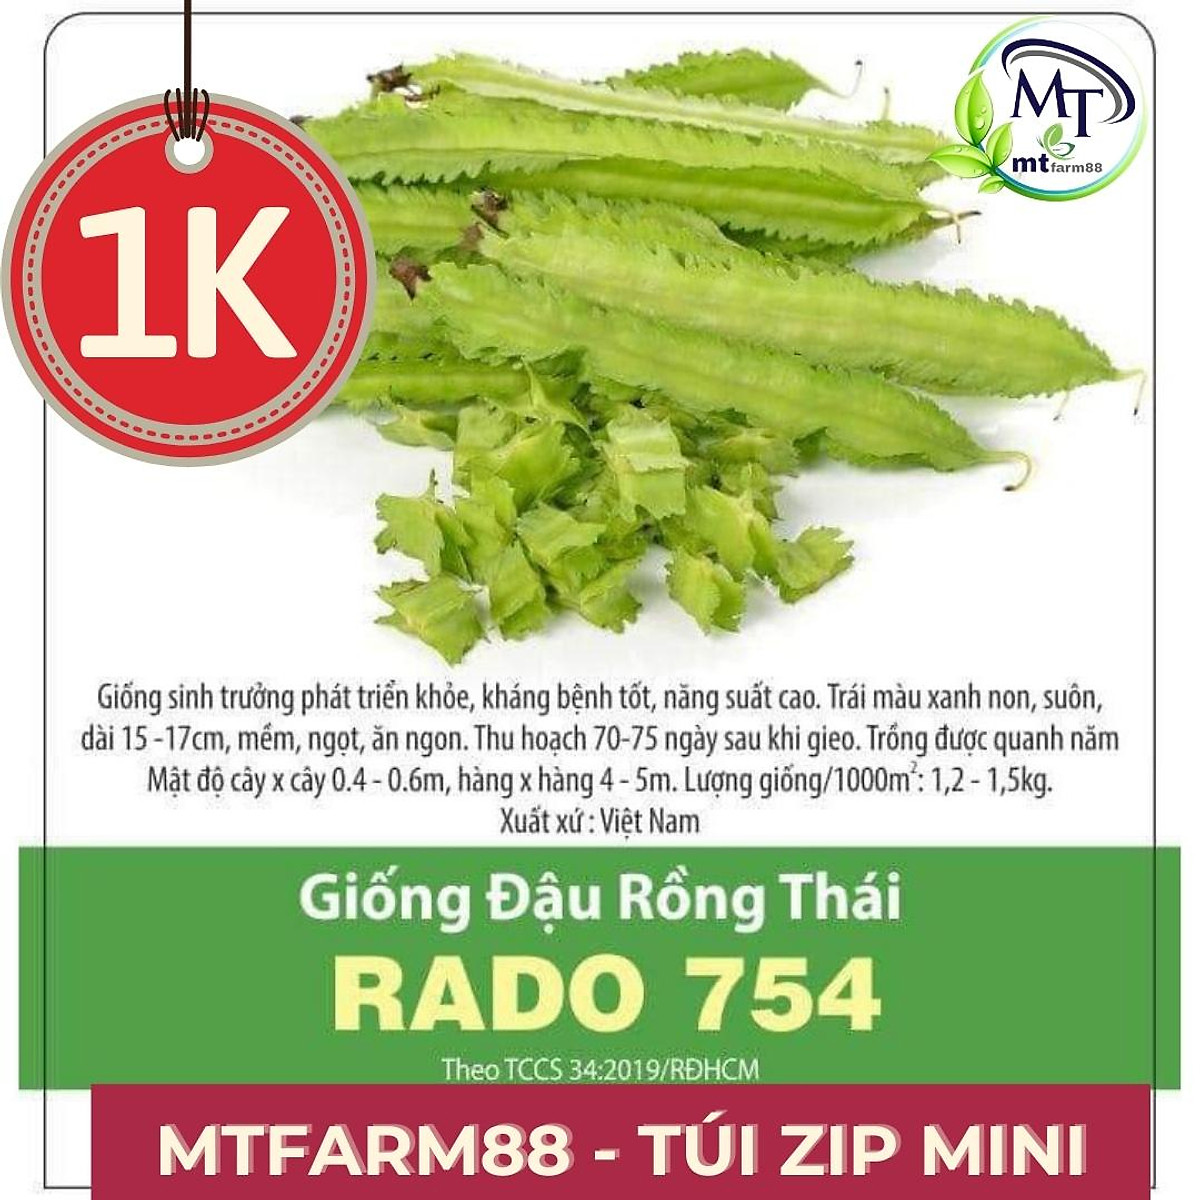 1K
MT
mtfarm88
Giống sinh trưởng phát triển khỏe, kháng bệnh tốt, năng suất cao. Trái màu xanh non, suôn,
dài 15 -17cm, mềm, ngọt, ăn ngon. Thu hoạch 70-75 ngày sau khi gieo. Trồng được quanh năm
Mật độ cây x cây 0.4 - 0.6m, hàng x hàng 4 - 5m. Lượng giống/1000m²: 1,2 - 1,5kg.
Xuất xứ : Việt Nam
Giống Đậu Rồng Thái
RADO 754
Theo TCCS 34:2019/RĐHCM
MTFARM88 - TÚI ZIP MINI